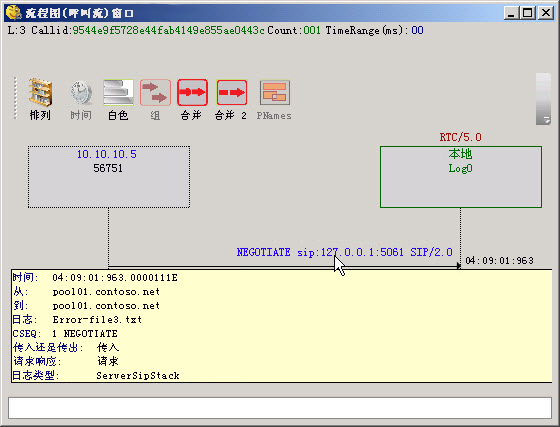 流程图(呼叫流)窗口
L:3 Callid:9544e9f5728e44fab4149e855ae0443c Count:001 TimeRange(ms):00
排列 时间 白色 组 合并 合并 2 PNames
RTC/5.0
10.10.10.5 本地
56751 Log0
NEGOTIATE sip:127.0.0.1:5061 SIP/2.0 04:09:01:963
时间: 04:09:01:963.0000111E
从: pool01.contoso.net
到: pool01.contoso.net
日志: Error-file3.txt
CSEQ: 1 NEGOTIATE
传入还是传出: 传入
请求响应: 请求
日志类型: ServerSipStack